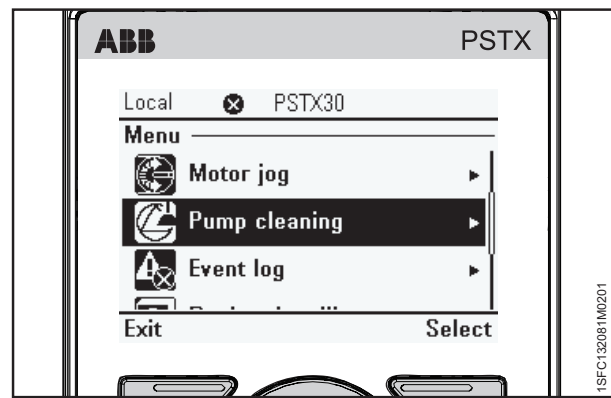 ABB PSTX
Local PSTX30
Menu
Motor jog
Pump cleaning
Event log
Exit Select
1SFC132081M0201